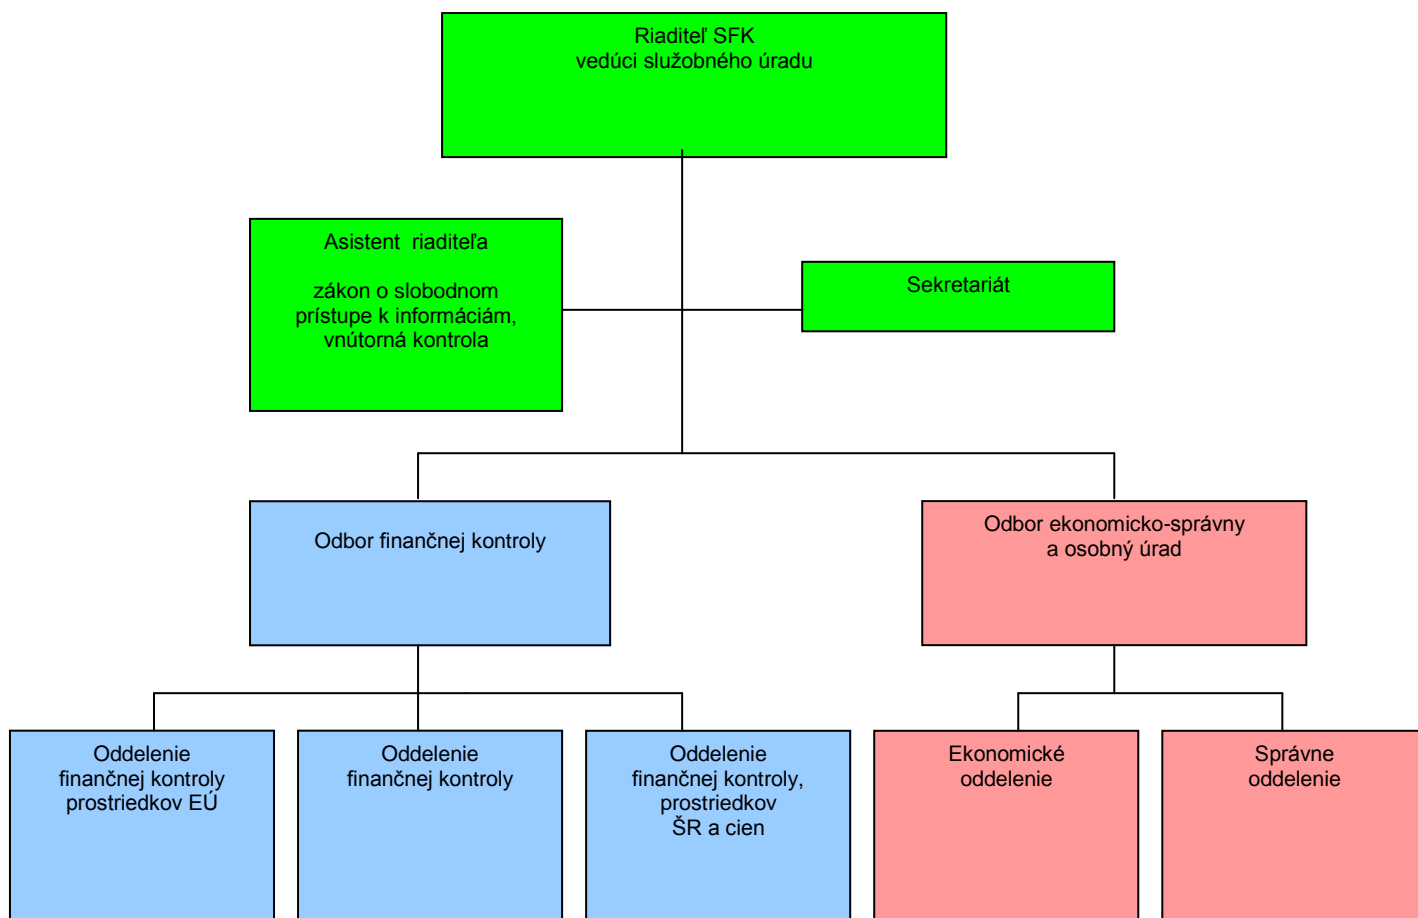 Riaditeľ SFK
vedúci služobného úradu
Asistent  riaditeľa
zákon o slobodnom
prístupe k informáciám,
vnútorná kontrola
Sekretariát
Odbor finančnej kontroly
Odbor ekonomicko-správny
a osobný úrad
Oddelenie
finančnej kontroly
prostriedkov EÚ
Oddelenie
finančnej kontroly
Oddelenie
finančnej kontroly,
prostriedkov
ŠR a cien
Ekonomické
oddelenie
Správne
oddelenie